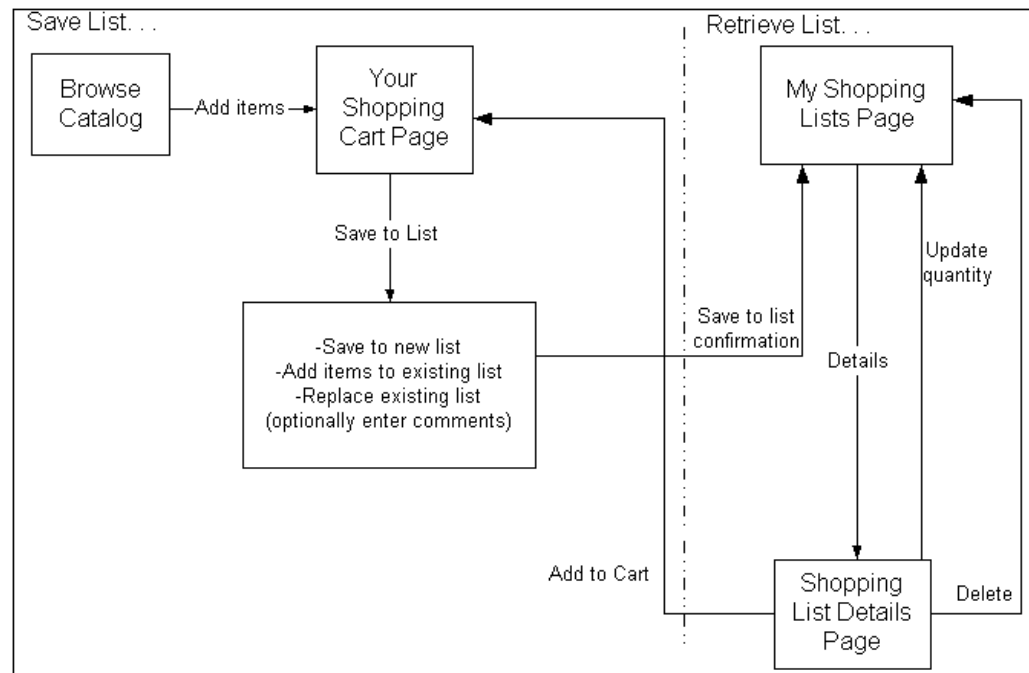 Save List. . .
Retrieve List. . .
Browse
Catalog
Add items
Your
Shopping
Cart Page
My Shopping
Lists Page
Save to List
Update
quantity
-Save to new list
-Add items to existing list
-Replace existing list
(optionally enter comments)
Save to list
confirmation
Details
Add to Cart
Shopping
List Details
Page
Delete